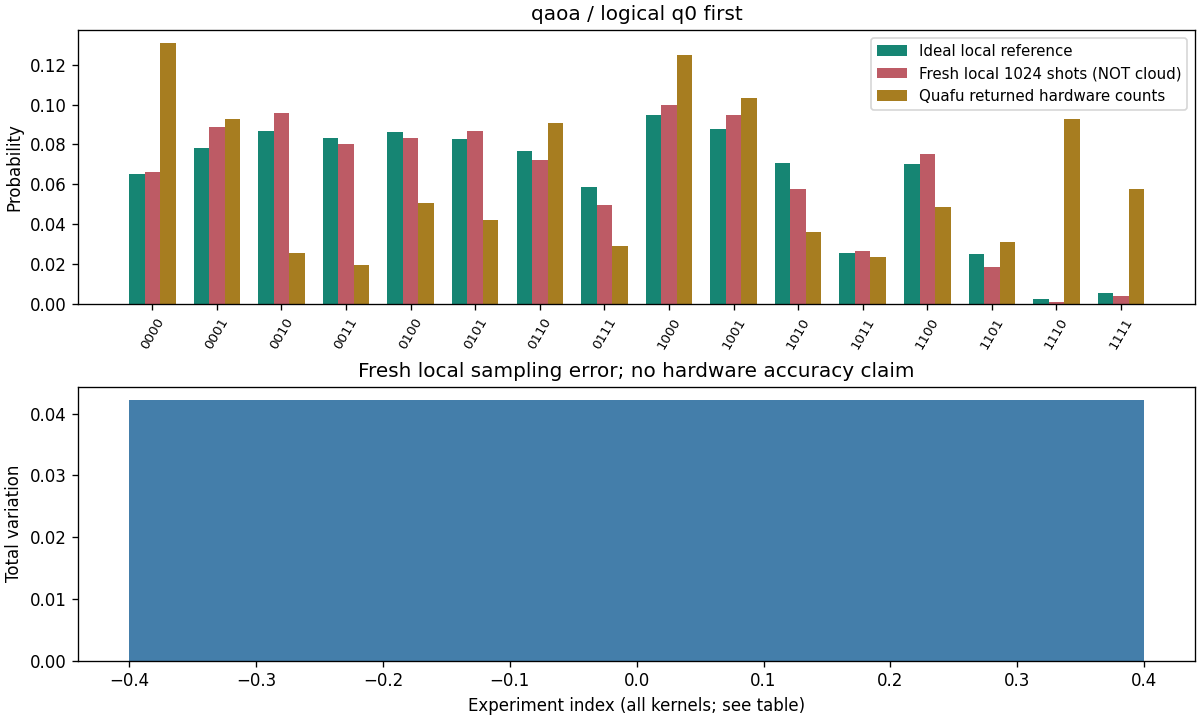 qaoa / logical q0 first
Probability
0.12
0.10
0.08
0.06
0.04
0.02
0.00
Ideal local reference
Fresh local 1024 shots (NOT cloud)
Quafu returned hardware counts
0000 0001 0010 0011 0100 0101 0110 0111 1000 1001 1010 1011 1100 1101 1110 1111
Fresh local sampling error; no hardware accuracy claim
Total variation
0.04
0.03
0.02
0.01
0.00
−0.4 −0.3 −0.2 −0.1 0.0 0.1 0.2 0.3 0.4
Experiment index (all kernels; see table)